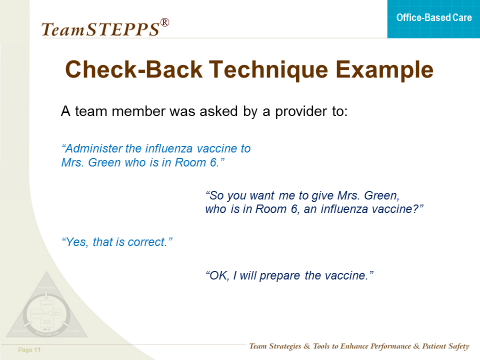 TeamSTEPPS®
Office-Based Care
Check-Back Technique Example
A team member was asked by a provider to:
“Administer the influenza vaccine to
Mrs. Green who is in Room 6.”
“So you want me to give Mrs. Green,
who is in Room 6, an influenza vaccine?”
“Yes, that is correct.”
“OK, I will prepare the vaccine.”
Page 11
Team Strategies & Tools to Enhance Performance & Patient Safety